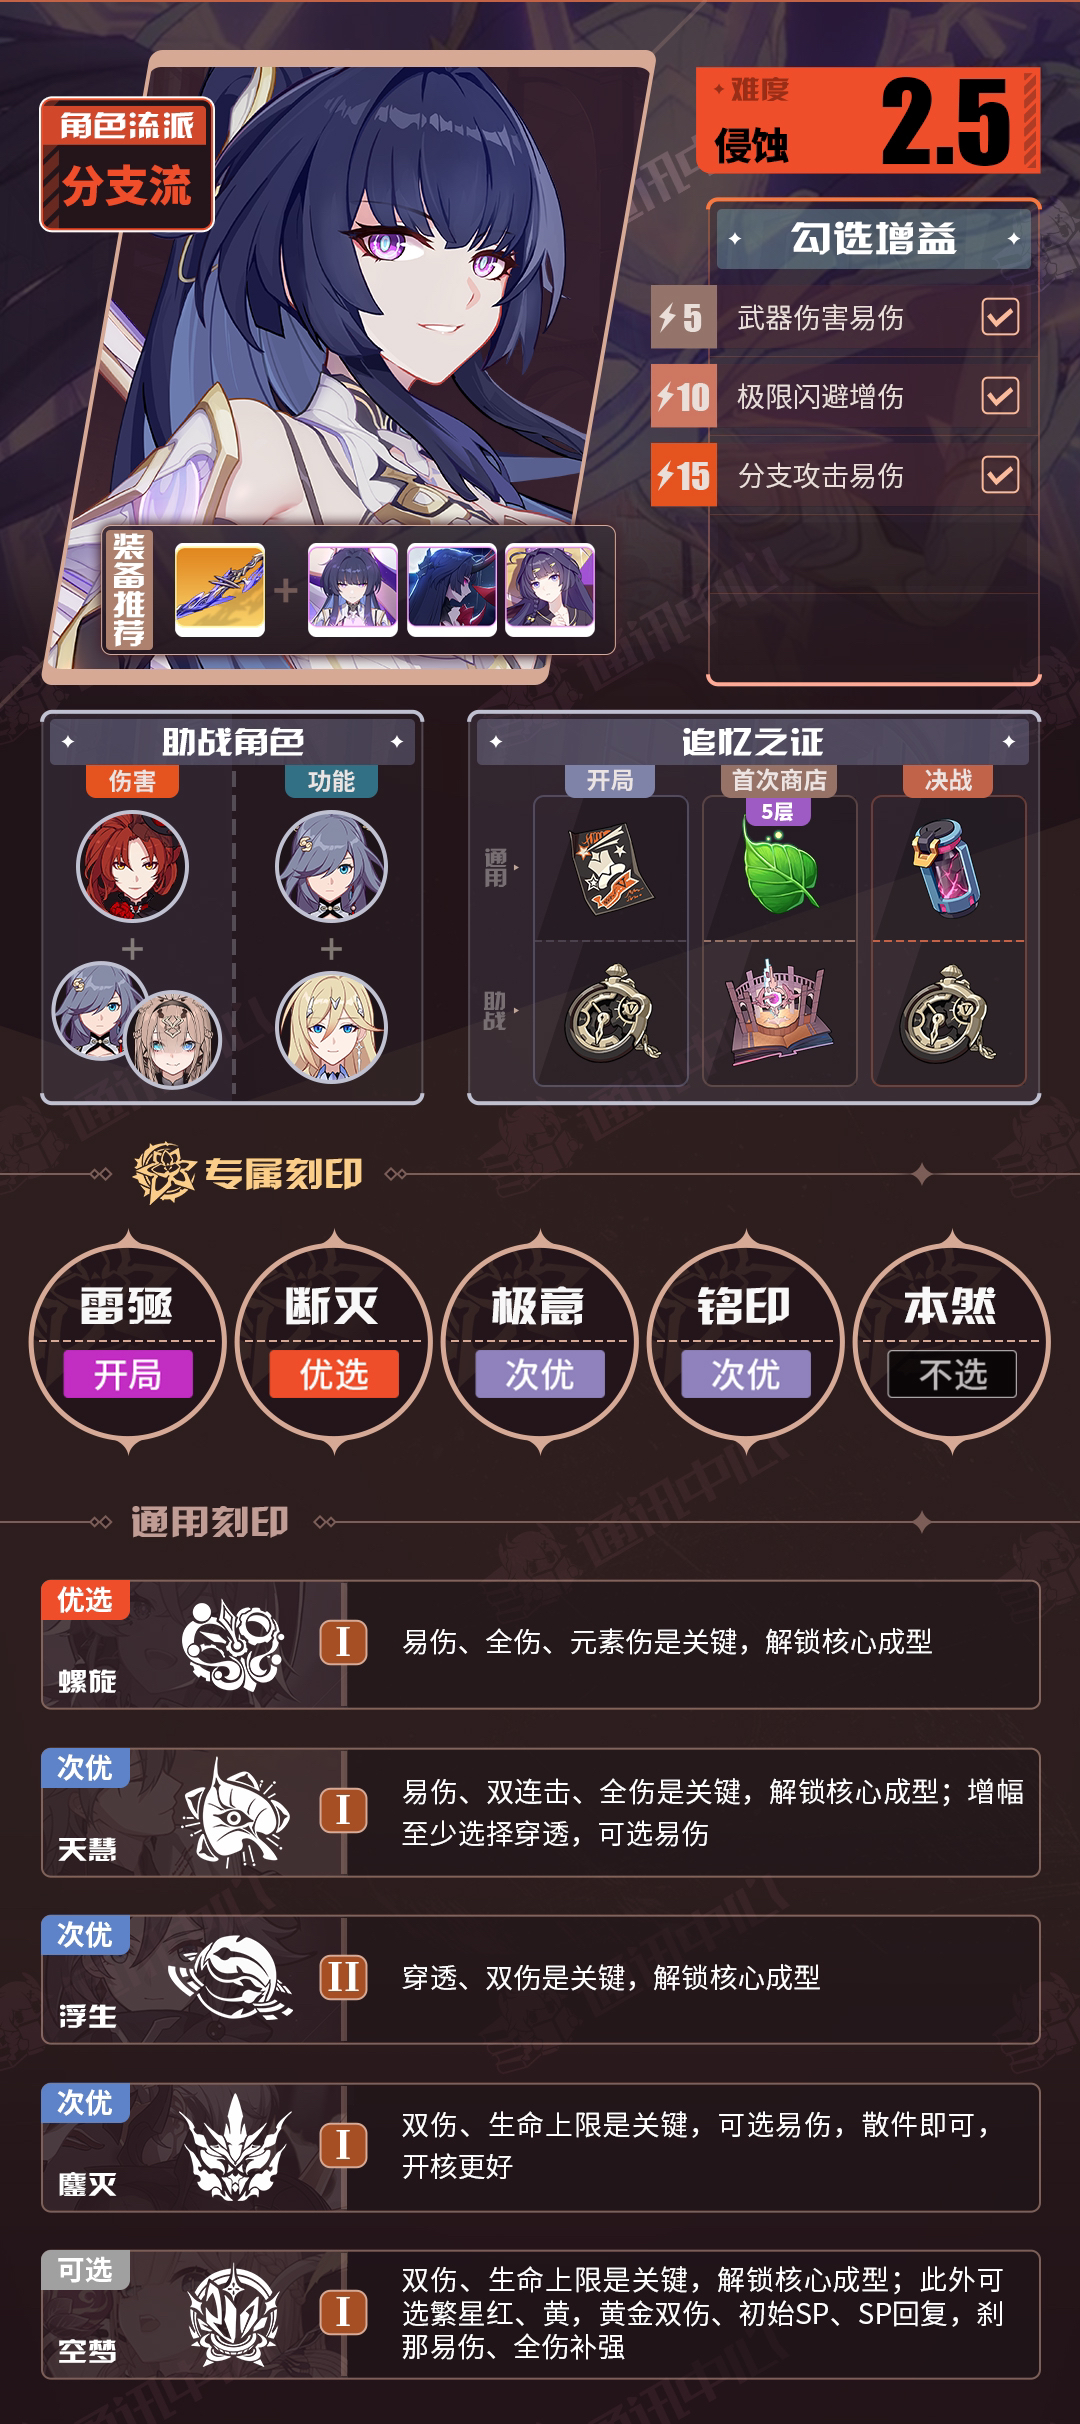 角色流派
分支流
难度
侵蚀
2.5
勾选增益
5
武器伤害易伤
10
极限闪避增伤
15
分支攻击易伤
装备推荐
助战角色
伤害
功能
追忆之证
开局
首次商店
决战
5层
通用
助战
专属刻印
雷殛
开局
断灭
优选
极意
次优
铭印
次优
本然
不选
通用刻印
优选
螺旋
I
易伤、全伤、元素伤是关键，解锁核心成型
次优
天慧
I
易伤、双连击、全伤是关键，解锁核心成型；增幅
至少选择穿透，可选易伤
次优
浮生
II
穿透、双伤是关键，解锁核心成型
次优
鏖灭
I
双伤、生命上限是关键，可选易伤，散件即可，
开核更好
可选
空梦
I
双伤、生命上限是关键，解锁核心成型；此外可
选繁星红、黄，黄金双伤、初始SP、SP回复，刹
那易伤、全伤补强